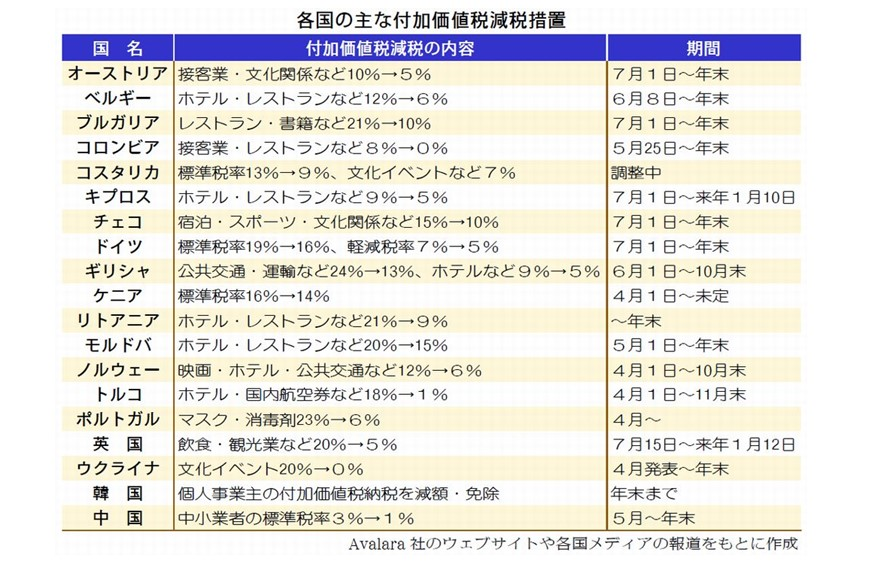 各国の主な付加価値税減税措置
国　名 付加価値税減税の内容 期間
オーストリア 接客業・文化関係など10％→５％ ７月１日～年末
ベルギー ホテル・レストランなど12％→６％ ６月８日～年末
ブルガリア レストラン・書籍など21％→10％ ７月１日～年末
コロンビア 接客業・レストランなど８％→０％ ５月25日～年末
コスタリカ 標準税率13％→９％、文化イベントなど７％ 調整中
キプロス ホテル・レストランなど９％→５％ ７月１日～来年１月10日
チェコ 宿泊・スポーツ・文化関係など15％→10％ ７月１日～年末
ドイツ 標準税率19％→16％、軽減税率７％→５％ ７月１日～年末
ギリシャ 公共交通・運輸など24％→13％、ホテルなど９％→５％ ６月１日～10月末
ケニア 標準税率16％→14％ ４月１日～未定
リトアニア ホテル・レストランなど21％→９％ ～年末
モルドバ ホテル・レストランなど20％→15％ ５月１日～年末
ノルウェー 映画・ホテル・公共交通など12％→６％ ４月１日～10月末
トルコ ホテル・国内航空券など18％→１％ ４月１日～11月末
ポルトガル マスク・消毒剤23％→６％ ４月～
英　国 飲食・観光業など20％→５％ ７月15日～来年１月12日
ウクライナ 文化イベント20％→０％ ４月発表～年末
韓　国 個人事業主の付加価値税納税を減額・免除 年末まで
中　国 中小業者の標準税率３％→１％ ５月～年末
Avalara 社のウェブサイトや各国メディアの報道をもとに作成